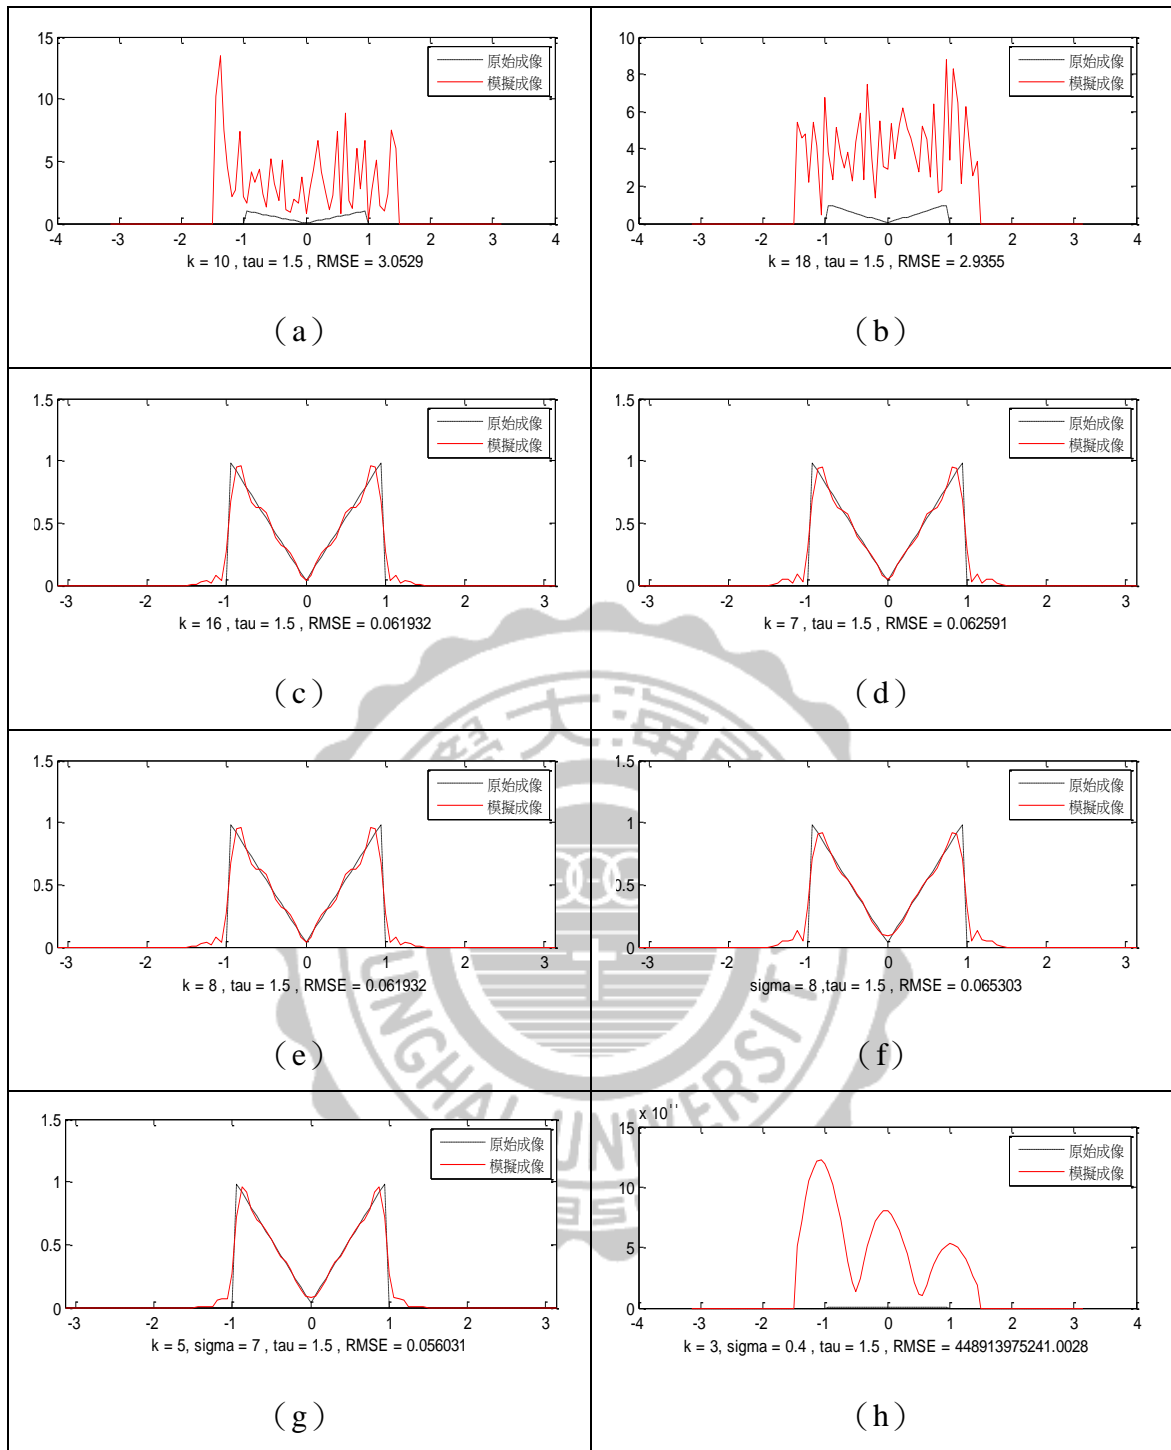 15
10
5
0
-4 -3 -2 -1 0 1 2 3 4
原始成像
模擬成像
k = 10 , tau = 1.5 , RMSE = 3.0529
(a)
10
8
6
4
2
0
-4 -3 -2 -1 0 1 2 3 4
原始成像
模擬成像
k = 18 , tau = 1.5 , RMSE = 2.9355
(b)
1.5
1
0.5
0
-3 -2 -1 0 1 2 3
原始成像
模擬成像
k = 16 , tau = 1.5 , RMSE = 0.061932
(c)
1.5
1
0.5
0
-3 -2 -1 0 1 2 3
原始成像
模擬成像
k = 7 , tau = 1.5 , RMSE = 0.062591
(d)
1.5
1
0.5
0
-3 -2 -1 0 1 2 3
原始成像
模擬成像
k = 8 , tau = 1.5 , RMSE = 0.061932
(e)
1.5
1
0.5
0
-3 -2 -1 0 1 2 3
原始成像
模擬成像
sigma = 8 ,tau = 1.5 , RMSE = 0.065303
(f)
1.5
1
0.5
0
-3 -2 -1 0 1 2 3
原始成像
模擬成像
k = 5, sigma = 7 , tau = 1.5 , RMSE = 0.056031
(g)
15
10
5
0
-4 -3 -2 -1 0 1 2 3 4
原始成像
模擬成像
k = 3, sigma = 0.4 , tau = 1.5 , RMSE = 448913975241.0028
(h)